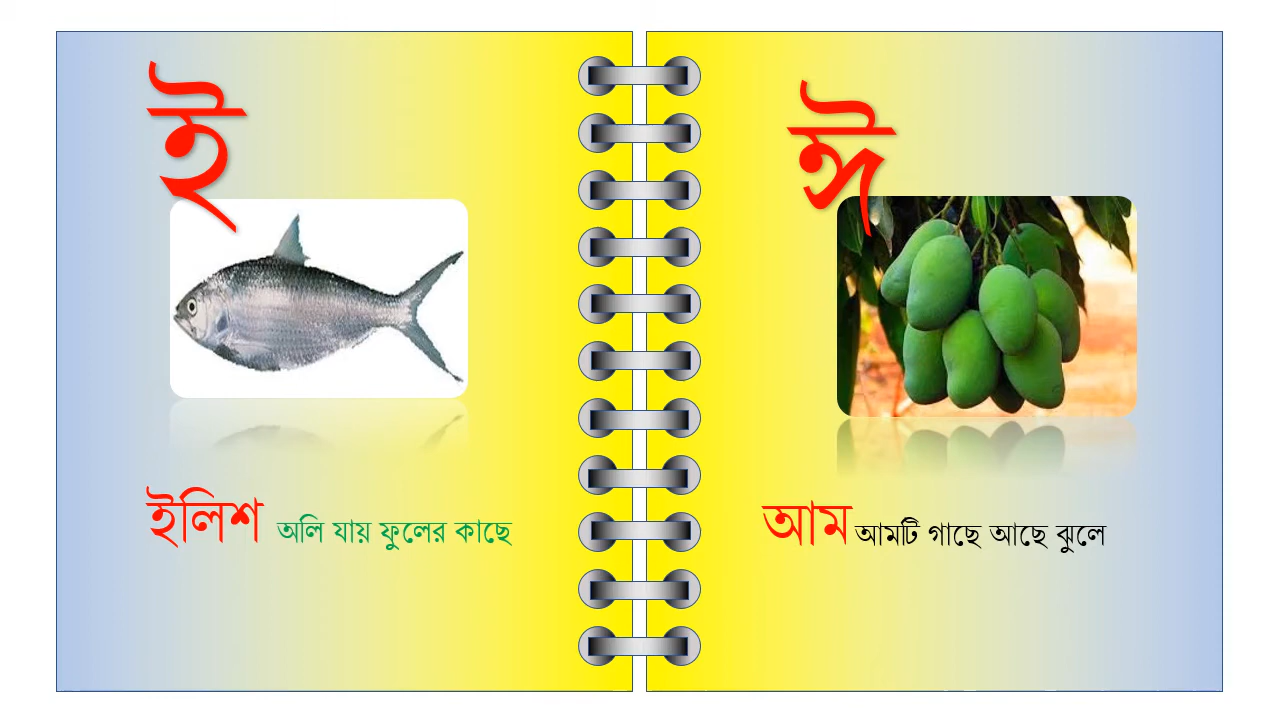 ই
ইলিশ অলি যায় ফুলের কাছে
ঈ
আম আমটি গাছে আছে ঝুলে